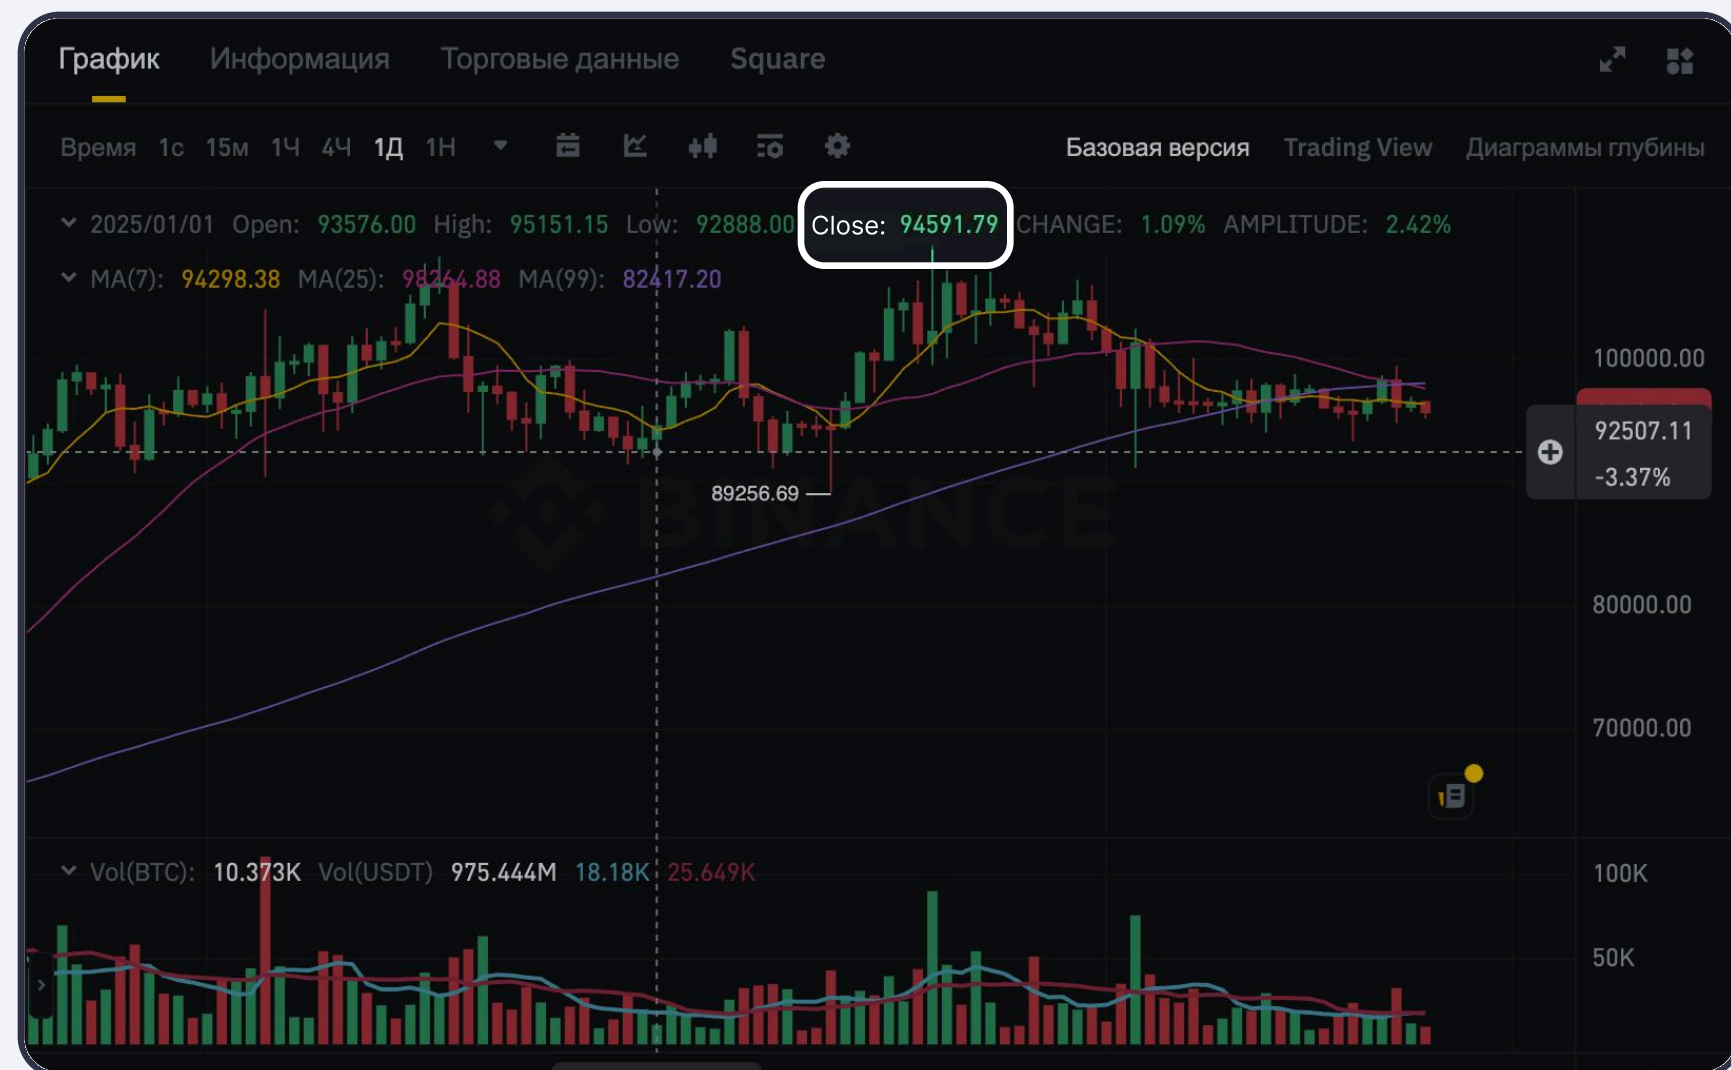 График Информация Торговые данные Square
Время 1с 15м 1Ч 4Ч 1Д 1Н Базовая версия Trading View Диаграммы глубины
2025/01/01 Open: 93576.00 High: 95151.15 Low: 92888.00 Close: 94591.79 CHANGE: 1.09% AMPLITUDE: 2.42%
MA(7): 94298.38 MA(25): 98264.88 MA(99): 82417.20
100000.00
92507.11
-3.37%
89256.69
BINANCE
80000.00
70000.00
Vol(BTC): 10.373K Vol(USDT) 975.444M 18.18K 25.649K
100K
50K